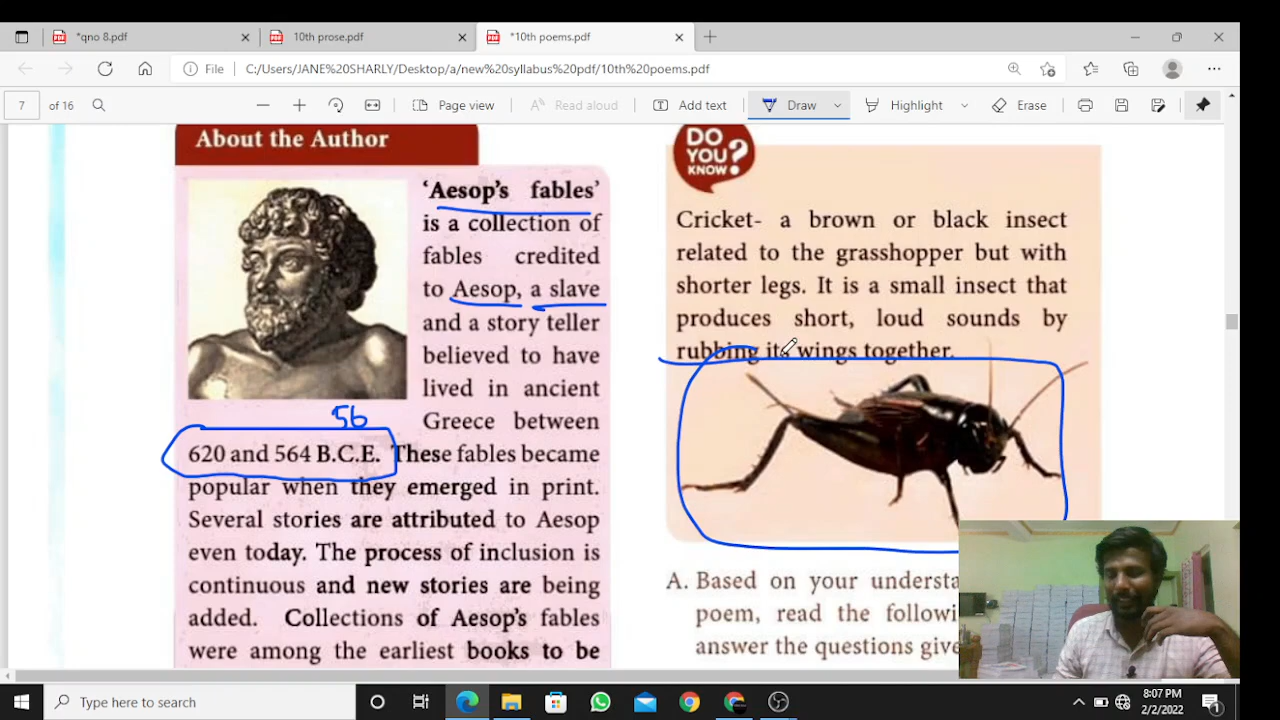 *qno 8.pdf
10th prose.pdf
*10th poems.pdf
File C:/Users/JANE%20SHARLY/Desktop/a/new%20syllabus%20pdf/10th%20poems.pdf
7 of 16
Page view
Read aloud
Add text
Draw
Highlight
Erase
About the Author
'Aesop's fables'
is a collection of
fables credited
to Aesop, a slave
and a story teller
believed to have
lived in ancient
56
Greece between
620 and 564 B.C.E. These fables became
popular when they emerged in print.
Several stories are attributed to Aesop
even today. The process of inclusion is
continuous and new stories are being
added. Collections of Aesop's fables
were among the earliest books to be
DO
YOU?
KNOW!
Cricket- a brown or black insect
related to the grasshopper but with
shorter legs. It is a small insect that
produces short, loud sounds by
rubbing its wings together.
A. Based on your understa
poem, read the followi
answer the questions give
Type here to search
8:07 PM
2/2/2022
1